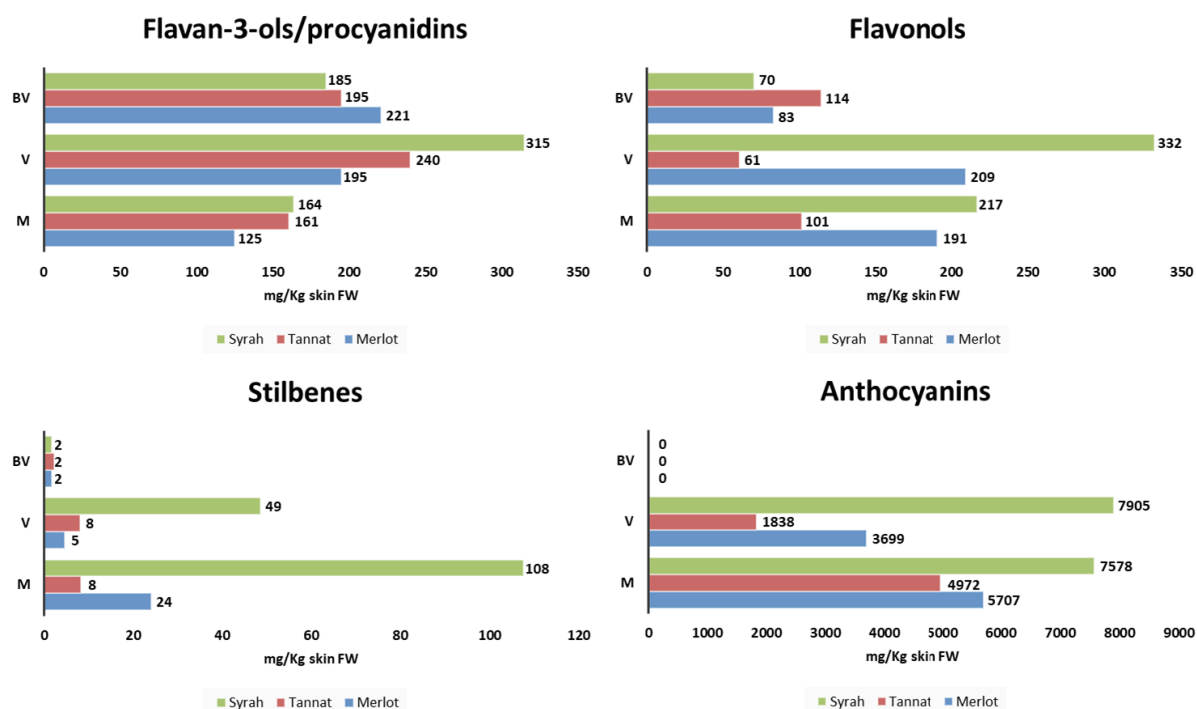 Flavan-3-ols/procyanidins
BV
185
195
221
V
315
240
195
M
164
161
125
0 50 100 150 200 250 300 350
mg/Kg skin FW
Syrah Tannat Merlot
Flavonols
BV
70
114
83
V
332
61
209
M
217
101
191
0 50 100 150 200 250 300 350
mg/Kg skin FW
Syrah Tannat Merlot
Stilbenes
BV
2
2
2
V
49
8
5
M
108
8
24
0 20 40 60 80 100 120
mg/Kg skin FW
Syrah Tannat Merlot
Anthocyanins
BV
0
0
0
V
7905
1838
3699
M
7578
4972
5707
0 1000 2000 3000 4000 5000 6000 7000 8000 9000
mg/Kg skin FW
Syrah Tannat Merlot